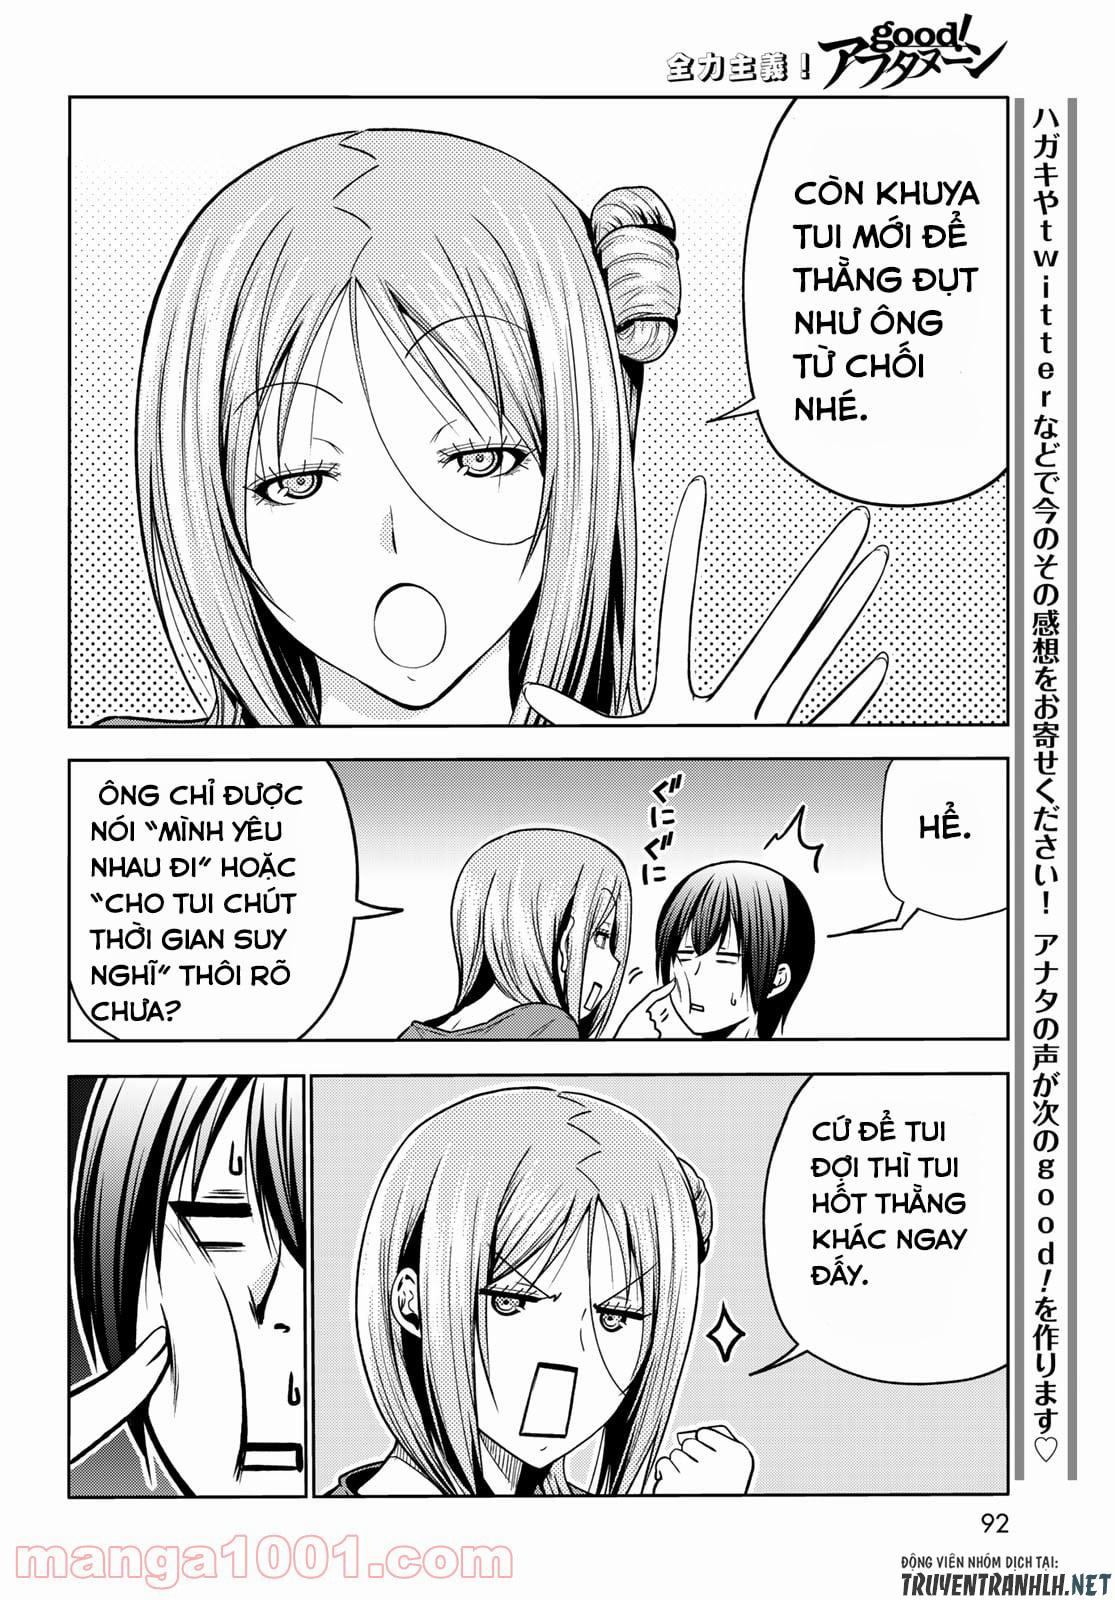 全力主義！
good!
アフタヌーン
CÒN KHUYA
TUI MỚI ĐỂ
THẰNG ĐỤT
NHƯ ÔNG
TỪ CHỐI
NHÉ.
ハガキやtwitterなどで今のその感想をお寄せください！ アナタの声が次のgood!を作ります♡
HỂ.
ぐに
ぐに
ÔNG CHỈ ĐƯỢC
NÓI "MÌNH YÊU
NHAU ĐI" HOẶC
"CHO TUI CHÚT
THỜI GIAN SUY
NGHĨ" THÔI RÕ
CHƯA?
CỨ ĐỂ TUI
ĐỢI THÌ TUI
HỐT THẰNG
KHÁC NGAY
ĐẤY.
92
manga1001.com
ĐỘNG VIÊN NHÓM DỊCH TẠI:
TRUYENTRANHLH.NET